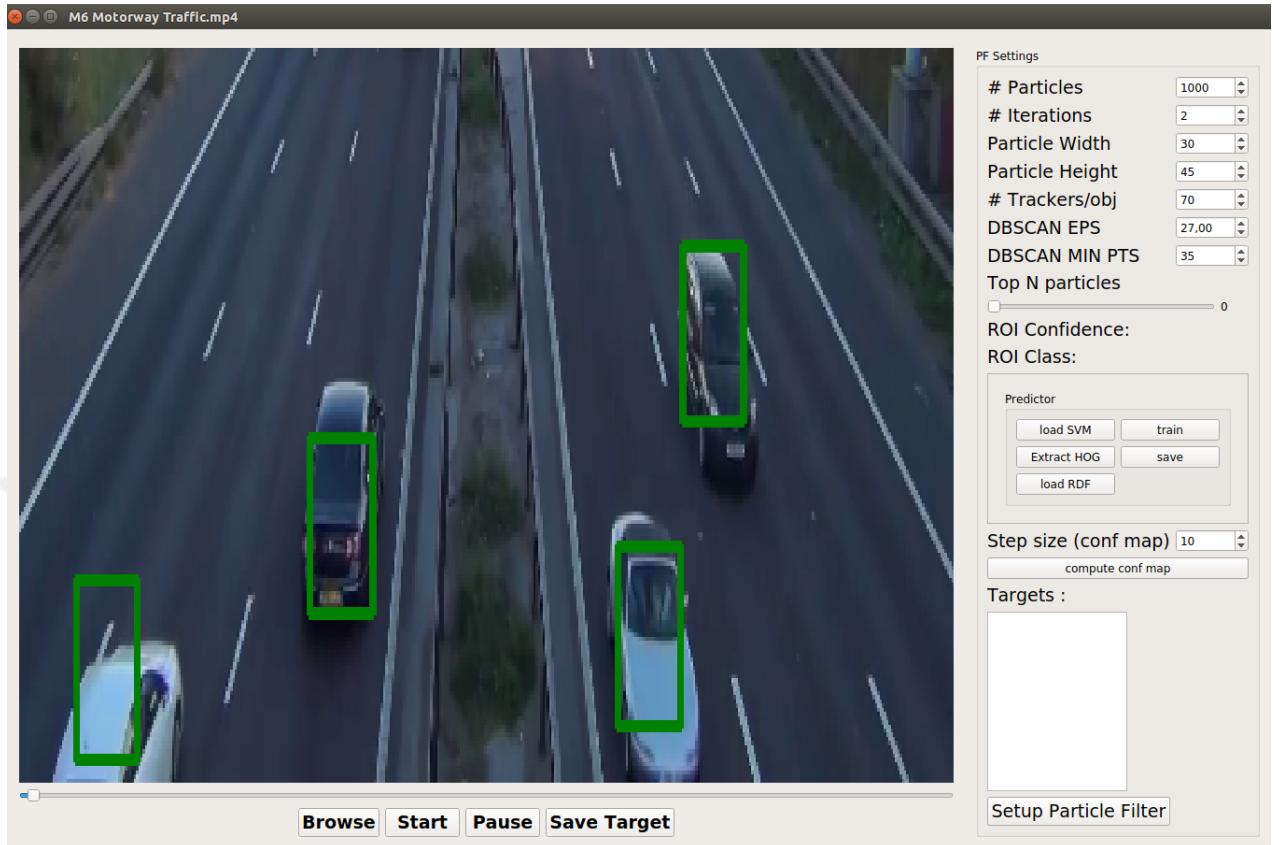 M6 Motorway Traffic.mp4
PF Settings
# Particles 1000
# Iterations 2
Particle Width 30
Particle Height 45
# Trackers/obj 70
DBSCAN EPS 27,00
DBSCAN MIN PTS 35
Top N particles
0
ROI Confidence:
ROI Class:
Predictor
load SVM train
Extract HOG save
load RDF
Step size (conf map) 10
compute conf map
Targets :
Setup Particle Filter
Browse Start Pause Save Target